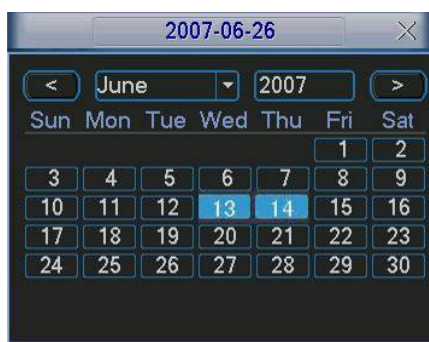 2007-06-26
< June 2007 >
Sun Mon Tue Wed Thu Fri Sat
1 2
3 4 5 6 7 8 9
10 11 12 13 14 15 16
17 18 19 20 21 22 23
24 25 26 27 28 29 30